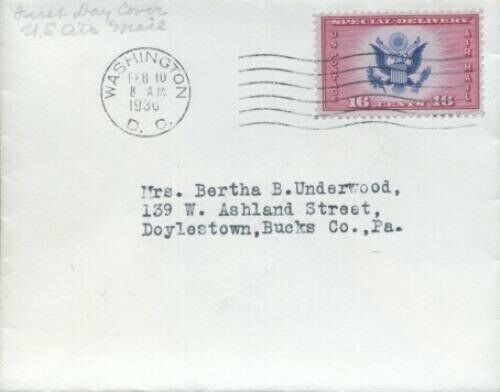 First Day Cover
U S Air Mail
WASHINGTON
FEB 10
8 AM
1936
D. C.
SPECIAL DELIVERY
U S POSTAGE
AIR MAIL
16 CENTS 16
Mrs. Bertha B.Underwood,
139 W. Ashland Street,
Doylestown,Bucks Co.,Pa.